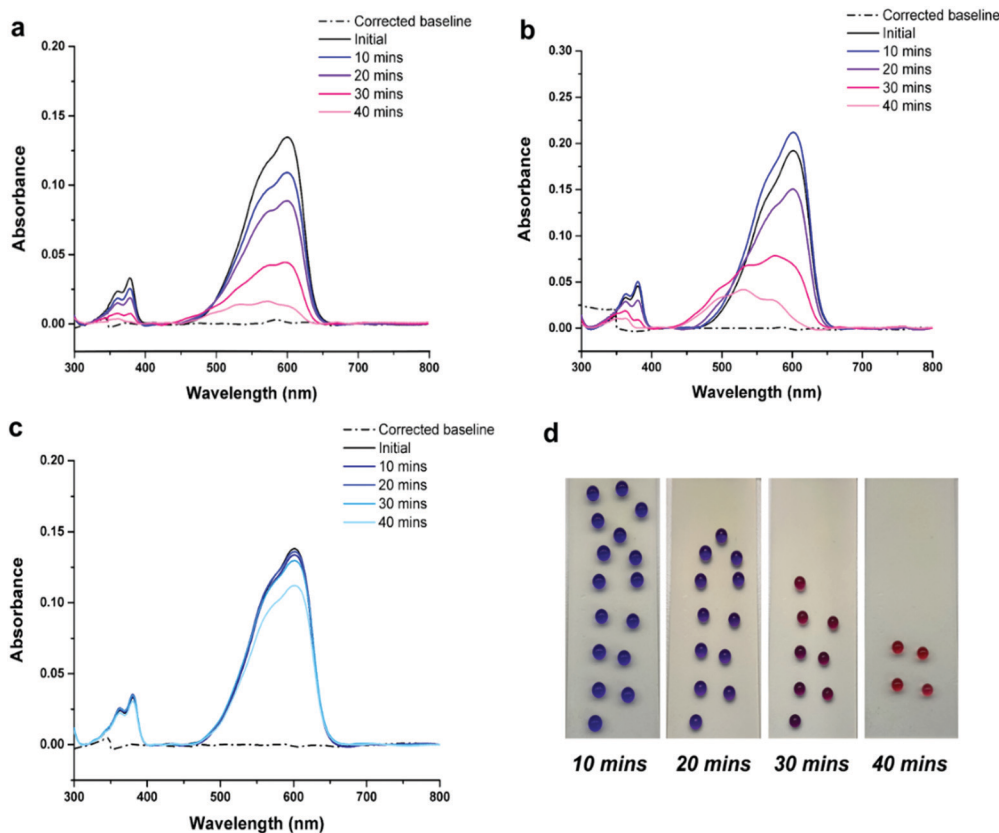 a
Corrected baseline
Initial
10 mins
20 mins
30 mins
40 mins
0.20
0.15
0.10
0.05
0.00
300 400 500 600 700 800
Absorbance
Wavelength (nm)
b
Corrected baseline
Initial
10 mins
20 mins
30 mins
40 mins
0.30
0.25
0.20
0.15
0.10
0.05
0.00
300 400 500 600 700 800
Absorbance
Wavelength (nm)
c
Corrected baseline
Initial
10 mins
20 mins
30 mins
40 mins
0.20
0.15
0.10
0.05
0.00
300 400 500 600 700 800
Absorbance
Wavelength (nm)
d
10 mins 20 mins 30 mins 40 mins